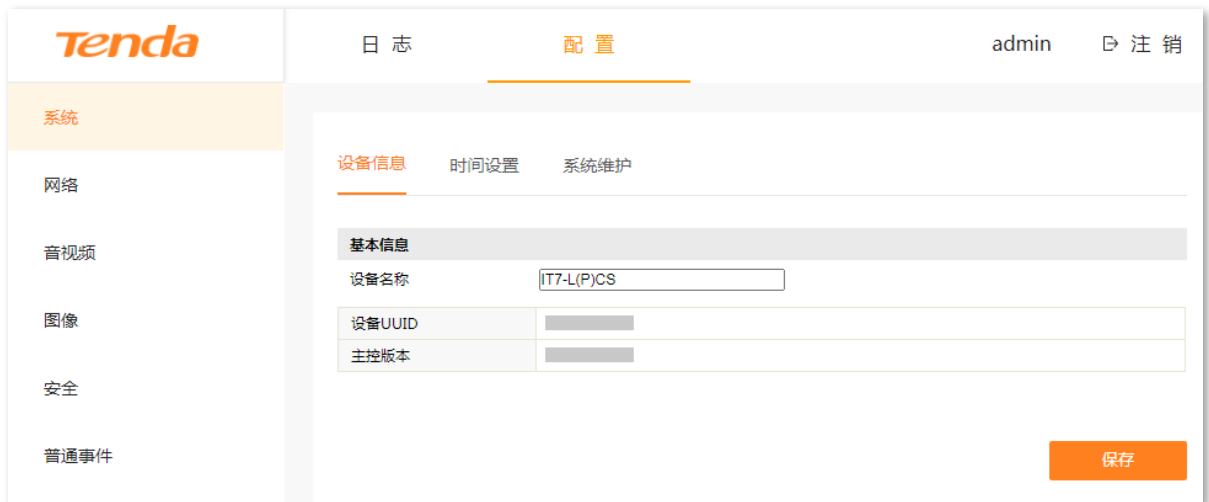 Tenda
日志
配置
admin
注销
系统
网络
音视频
图像
安全
普通事件
设备信息
时间设置
系统维护
基本信息
设备名称
IT7-L(P)CS
设备UUID
主控版本
保存